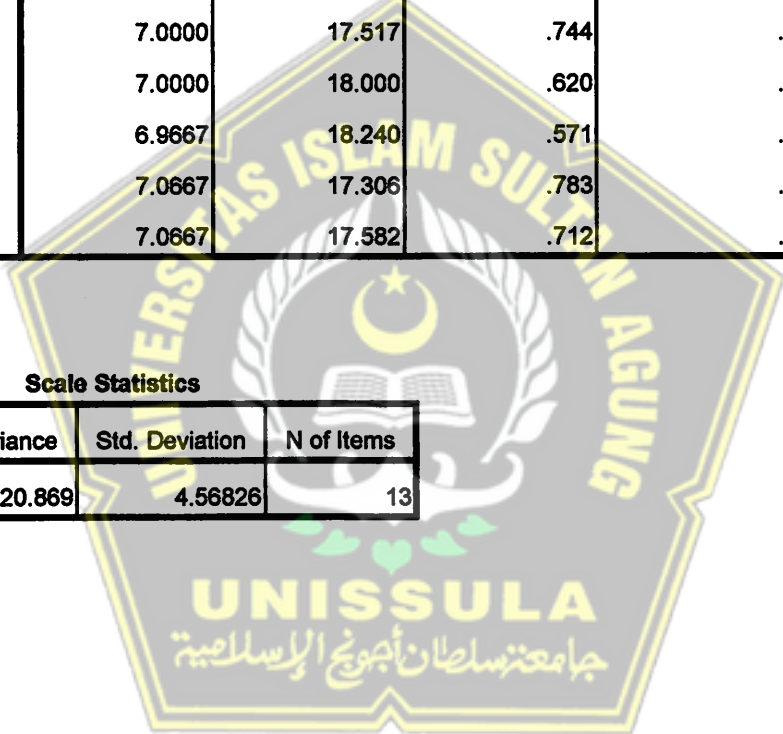 7.0000 17.517 .744 .
7.0000 18.000 .620 .
6.9667 18.240 .571 .
7.0667 17.306 .783 .
7.0667 17.582 .712 .
Scale Statistics
iance Std. Deviation N of Items
20.869 4.56826 13
UNIVERSITAS ISLAM SULTAN AGUNG
UNISSULA
جامعة سلطان أجونج الإسلامية